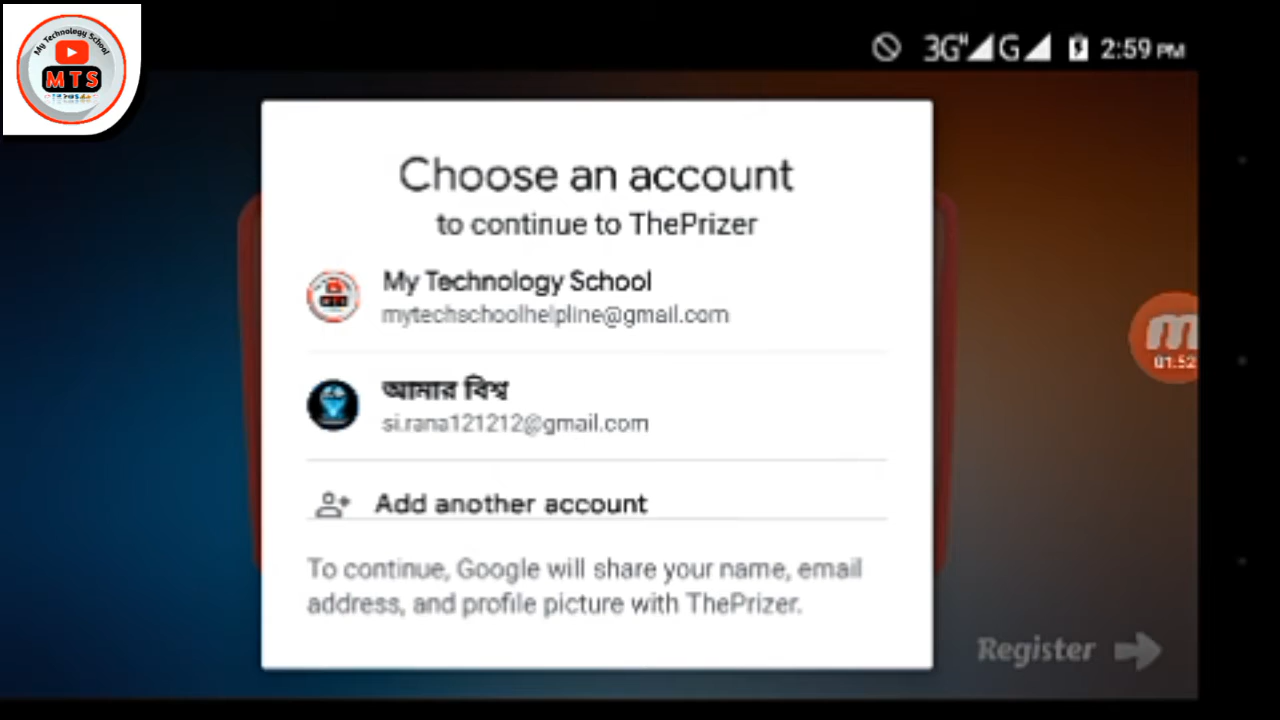 My Technology School
MTS
3G H G 2:59 PM
Choose an account
to continue to ThePrizer
My Technology School
mytechschoolhelpline@gmail.com
আমার বিশ্ব
si.rana121212@gmail.com
01:52
Add another account
To continue, Google will share your name, email
address, and profile picture with ThePrizer.
Register